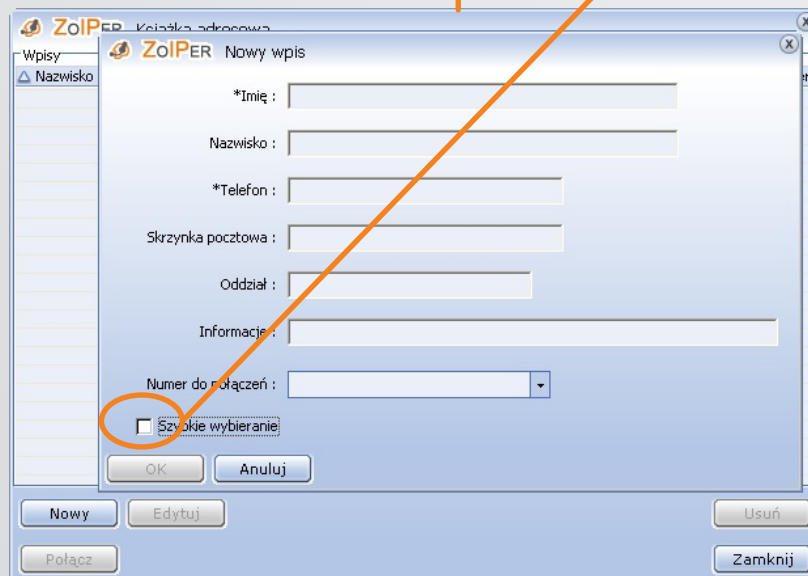 ZoIPER Książka adresowa
Wpisy
Nazwisko
ZoIPER Nowy wpis
*Imię :
Nazwisko :
*Telefon :
Skrzynka pocztowa :
Oddział :
Informacje :
Numer do połączeń :
Szybkie wybieranie
OK Anuluj
Nowy Edytuj Usuń
Połącz Zamknij